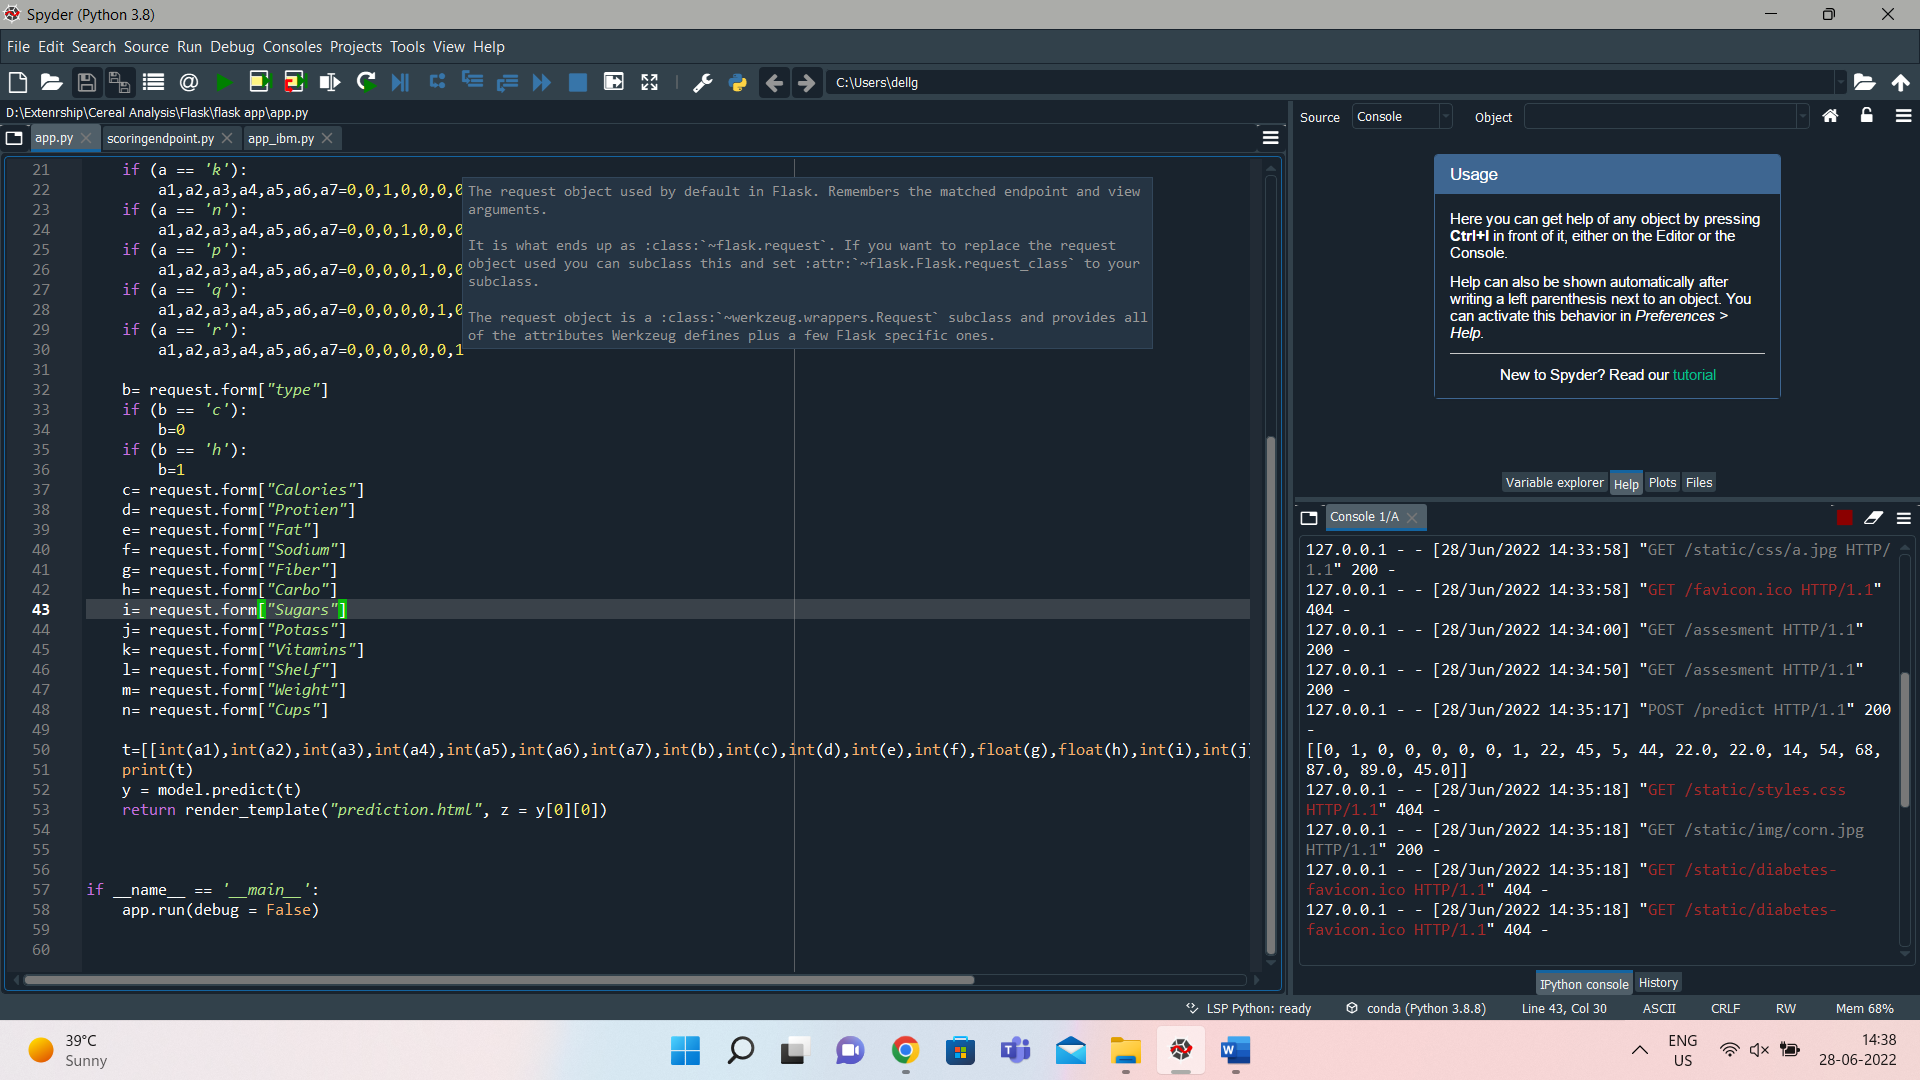 Spyder (Python 3.8)
File Edit Search Source Run Debug Consoles Projects Tools View Help
C:\Users\dellg
D:\Extenrship\Cereal Analysis\Flask\flask app\app.py
app.py scoringendpoint.py app_ibm.py
21 if (a == 'k'):
22 a1,a2,a3,a4,a5,a6,a7=0,0,1,0,0,0,0
23 if (a == 'n'):
24 a1,a2,a3,a4,a5,a6,a7=0,0,0,1,0,0,0
25 if (a == 'p'):
26 a1,a2,a3,a4,a5,a6,a7=0,0,0,0,1,0,0
27 if (a == 'q'):
28 a1,a2,a3,a4,a5,a6,a7=0,0,0,0,0,1,0
29 if (a == 'r'):
30 a1,a2,a3,a4,a5,a6,a7=0,0,0,0,0,0,1
31
32 b= request.form["type"]
33 if (b == 'c'):
34 b=0
35 if (b == 'h'):
36 b=1
37 c= request.form["Calories"]
38 d= request.form["Protien"]
39 e= request.form["Fat"]
40 f= request.form["Sodium"]
41 g= request.form["Fiber"]
42 h= request.form["Carbo"]
43 i= request.form["Sugars"]
44 j= request.form["Potass"]
45 k= request.form["Vitamins"]
46 l= request.form["Shelf"]
47 m= request.form["Weight"]
48 n= request.form["Cups"]
49
50 t=[[int(a1),int(a2),int(a3),int(a4),int(a5),int(a6),int(a7),int(b),int(c),int(d),int(e),int(f),float(g),float(h),int(i),int(j)
51 print(t)
52 y = model.predict(t)
53 return render_template("prediction.html", z = y[0][0])
54
55
56
57 if __name__ == '__main__':
58 app.run(debug = False)
59
60
The request object used by default in Flask. Remembers the matched endpoint and view
arguments.
It is what ends up as :class:`~flask.request`. If you want to replace the request
object used you can subclass this and set :attr:`~flask.Flask.request_class` to your
subclass.
The request object is a :class:`~werkzeug.wrappers.Request` subclass and provides all
of the attributes Werkzeug defines plus a few Flask specific ones.
Source Console Object
Usage
Here you can get help of any object by pressing
Ctrl+I in front of it, either on the Editor or the
Console.
Help can also be shown automatically after
writing a left parenthesis next to an object. You
can activate this behavior in Preferences >
Help.
New to Spyder? Read our tutorial
Variable explorer Help Plots Files
Console 1/A
127.0.0.1 - - [28/Jun/2022 14:33:58] "GET /static/css/a.jpg HTTP/
1.1" 200 -
127.0.0.1 - - [28/Jun/2022 14:33:58] "GET /favicon.ico HTTP/1.1"
404 -
127.0.0.1 - - [28/Jun/2022 14:34:00] "GET /assesment HTTP/1.1"
200 -
127.0.0.1 - - [28/Jun/2022 14:34:50] "GET /assesment HTTP/1.1"
200 -
127.0.0.1 - - [28/Jun/2022 14:35:17] "POST /predict HTTP/1.1" 200
-
[[0, 1, 0, 0, 0, 0, 0, 1, 22, 45, 5, 44, 22.0, 22.0, 14, 54, 68,
87.0, 89.0, 45.0]]
127.0.0.1 - - [28/Jun/2022 14:35:18] "GET /static/styles.css
HTTP/1.1" 404 -
127.0.0.1 - - [28/Jun/2022 14:35:18] "GET /static/img/corn.jpg
HTTP/1.1" 200 -
127.0.0.1 - - [28/Jun/2022 14:35:18] "GET /static/diabetes-
favicon.ico HTTP/1.1" 404 -
127.0.0.1 - - [28/Jun/2022 14:35:18] "GET /static/diabetes-
favicon.ico HTTP/1.1" 404 -
IPython console History
LSP Python: ready conda (Python 3.8.8) Line 43, Col 30 ASCII CRLF RW Mem 68%
39°C
Sunny
ENG
US
14:38
28-06-2022